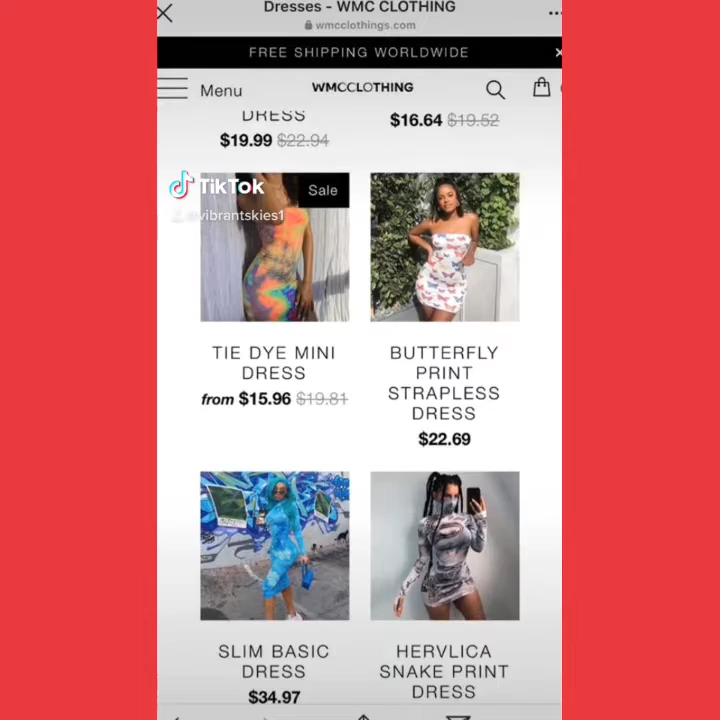 Dresses - WMC CLOTHING
wmcclothings.com
FREE SHIPPING WORLDWIDE
Menu
WMCCLOTHING
DRESS
$19.99 $22.94
$16.64 $19.52
TikTok
@vibrantskies1
Sale
TIE DYE MINI
DRESS
from $15.96 $19.81
BUTTERFLY
PRINT
STRAPLESS
DRESS
$22.69
SLIM BASIC
DRESS
$34.97
HERVLICA
SNAKE PRINT
DRESS